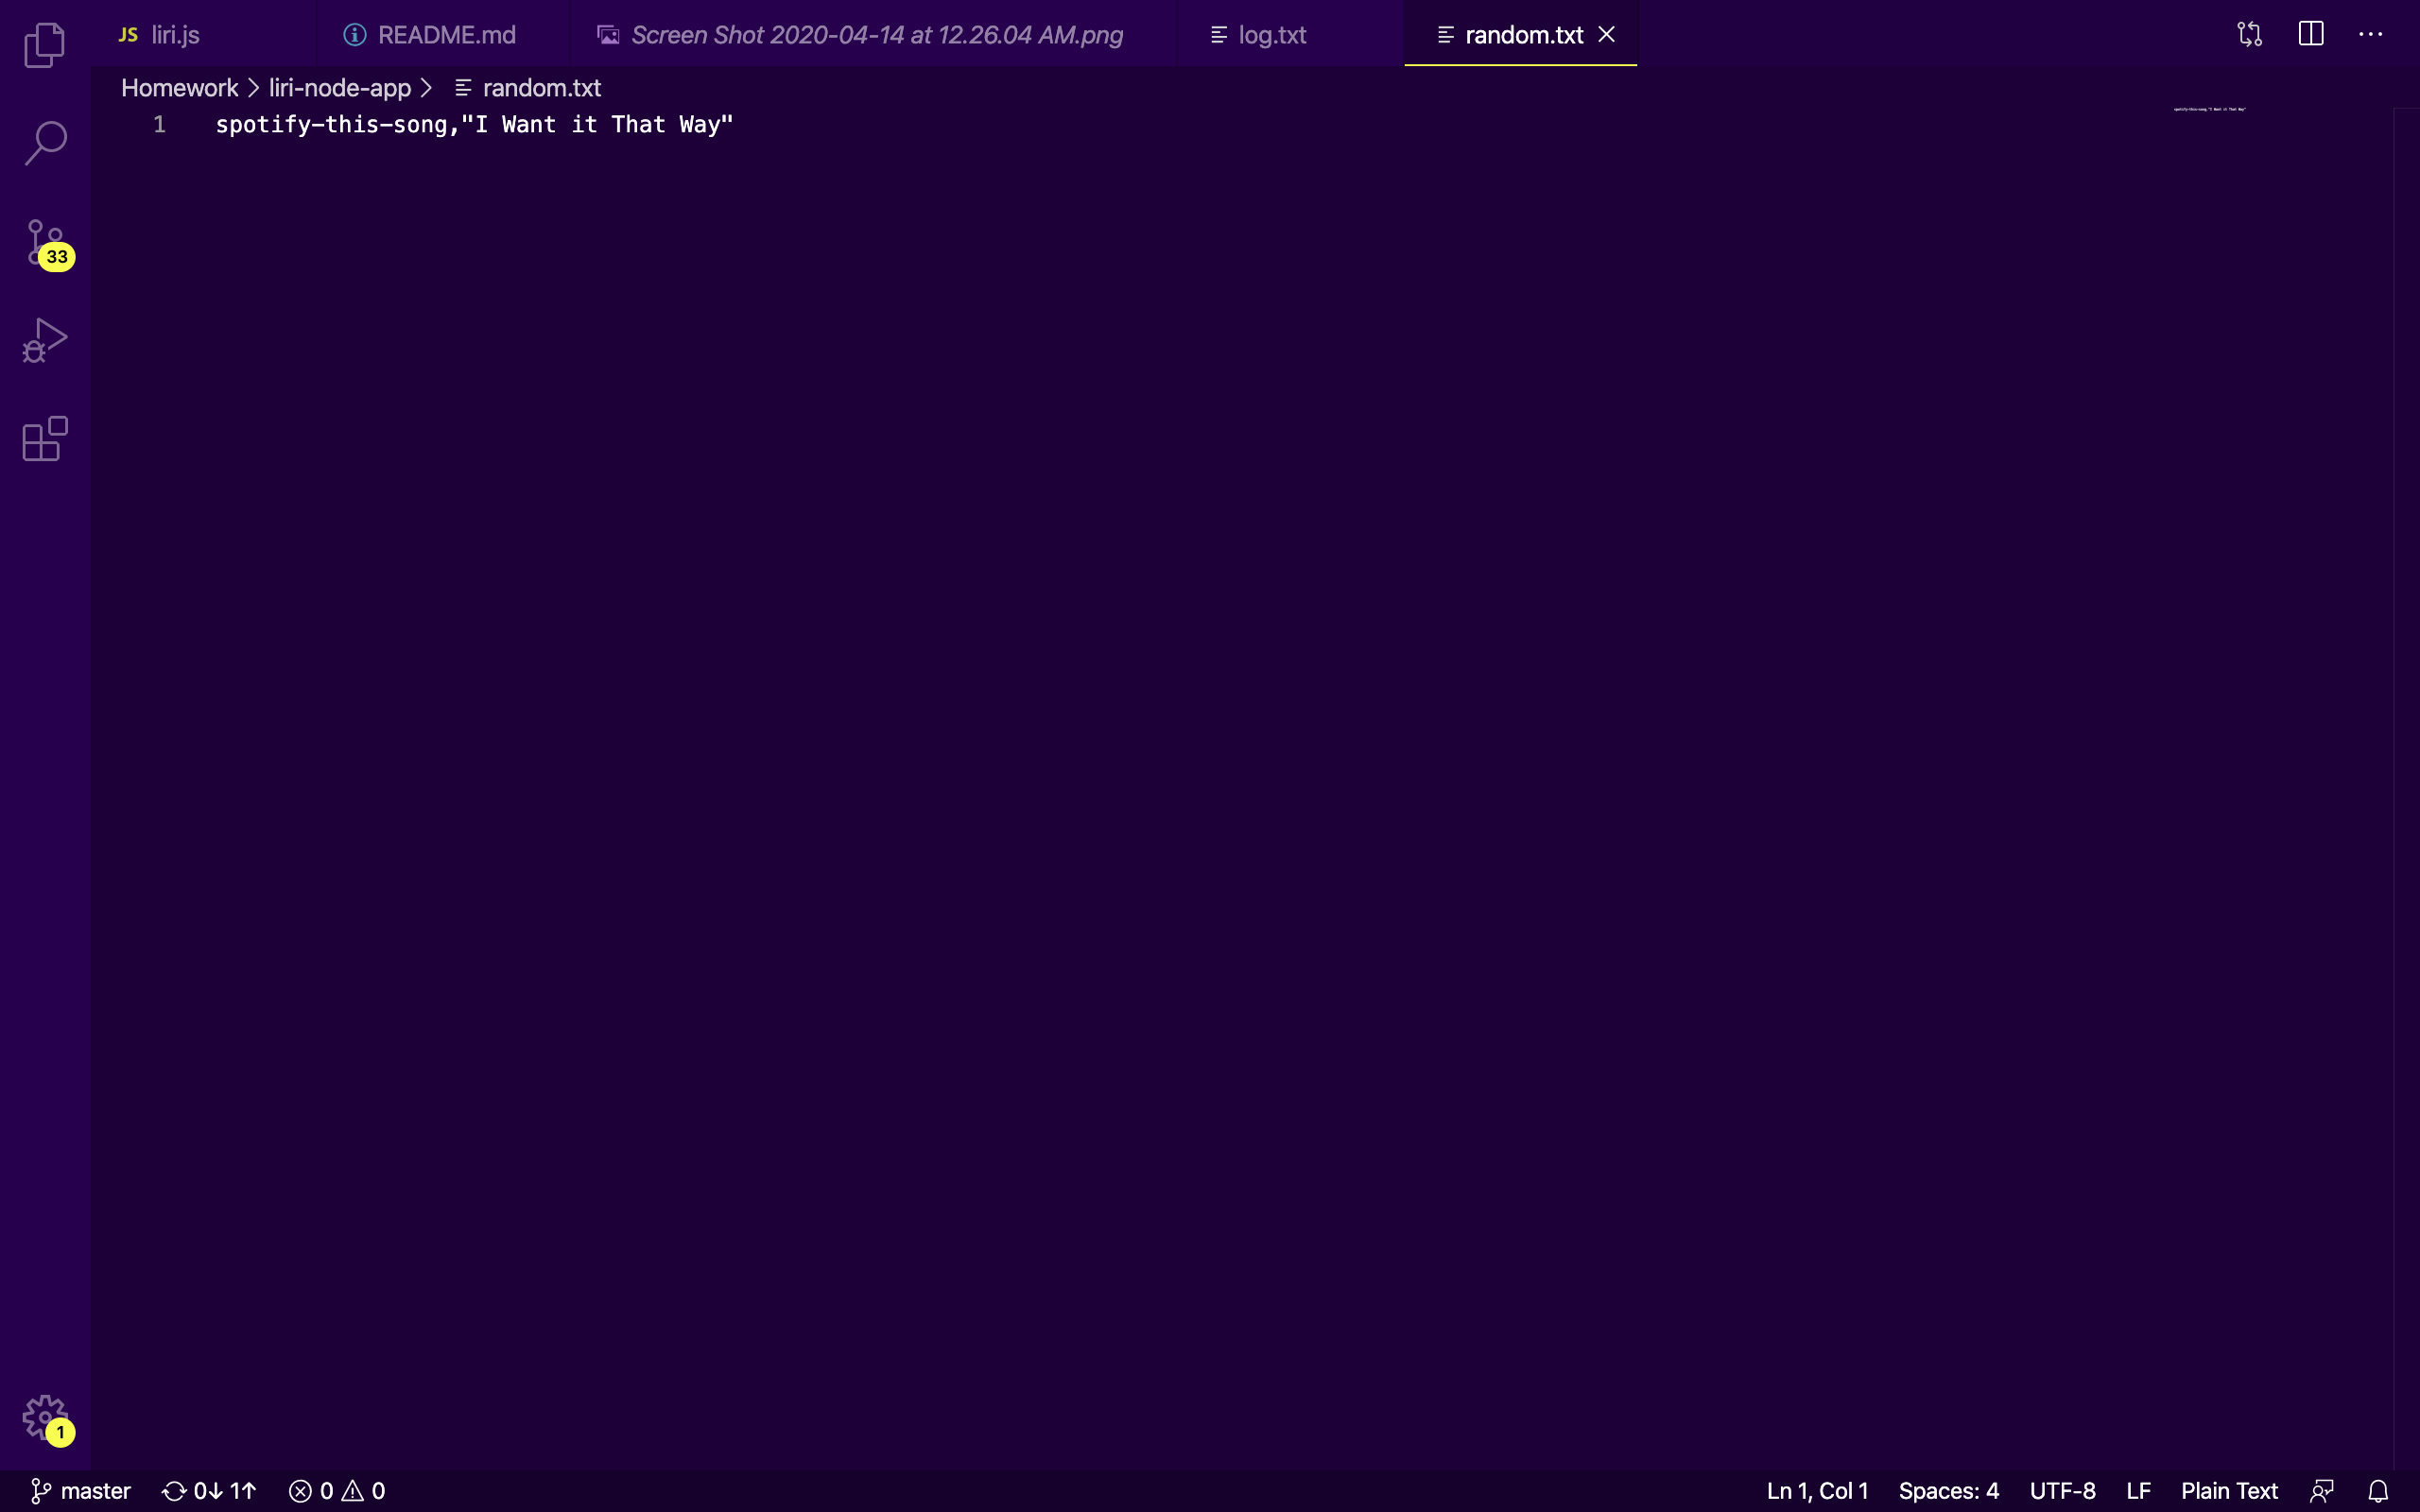 JS liri.js README.md Screen Shot 2020-04-14 at 12.26.04 AM.png log.txt random.txt
Homework > liri-node-app > random.txt
1 spotify-this-song,"I Want it That Way"
33
1
master 0↓ 1↑ 0 0 Ln 1, Col 1 Spaces: 4 UTF-8 LF Plain Text